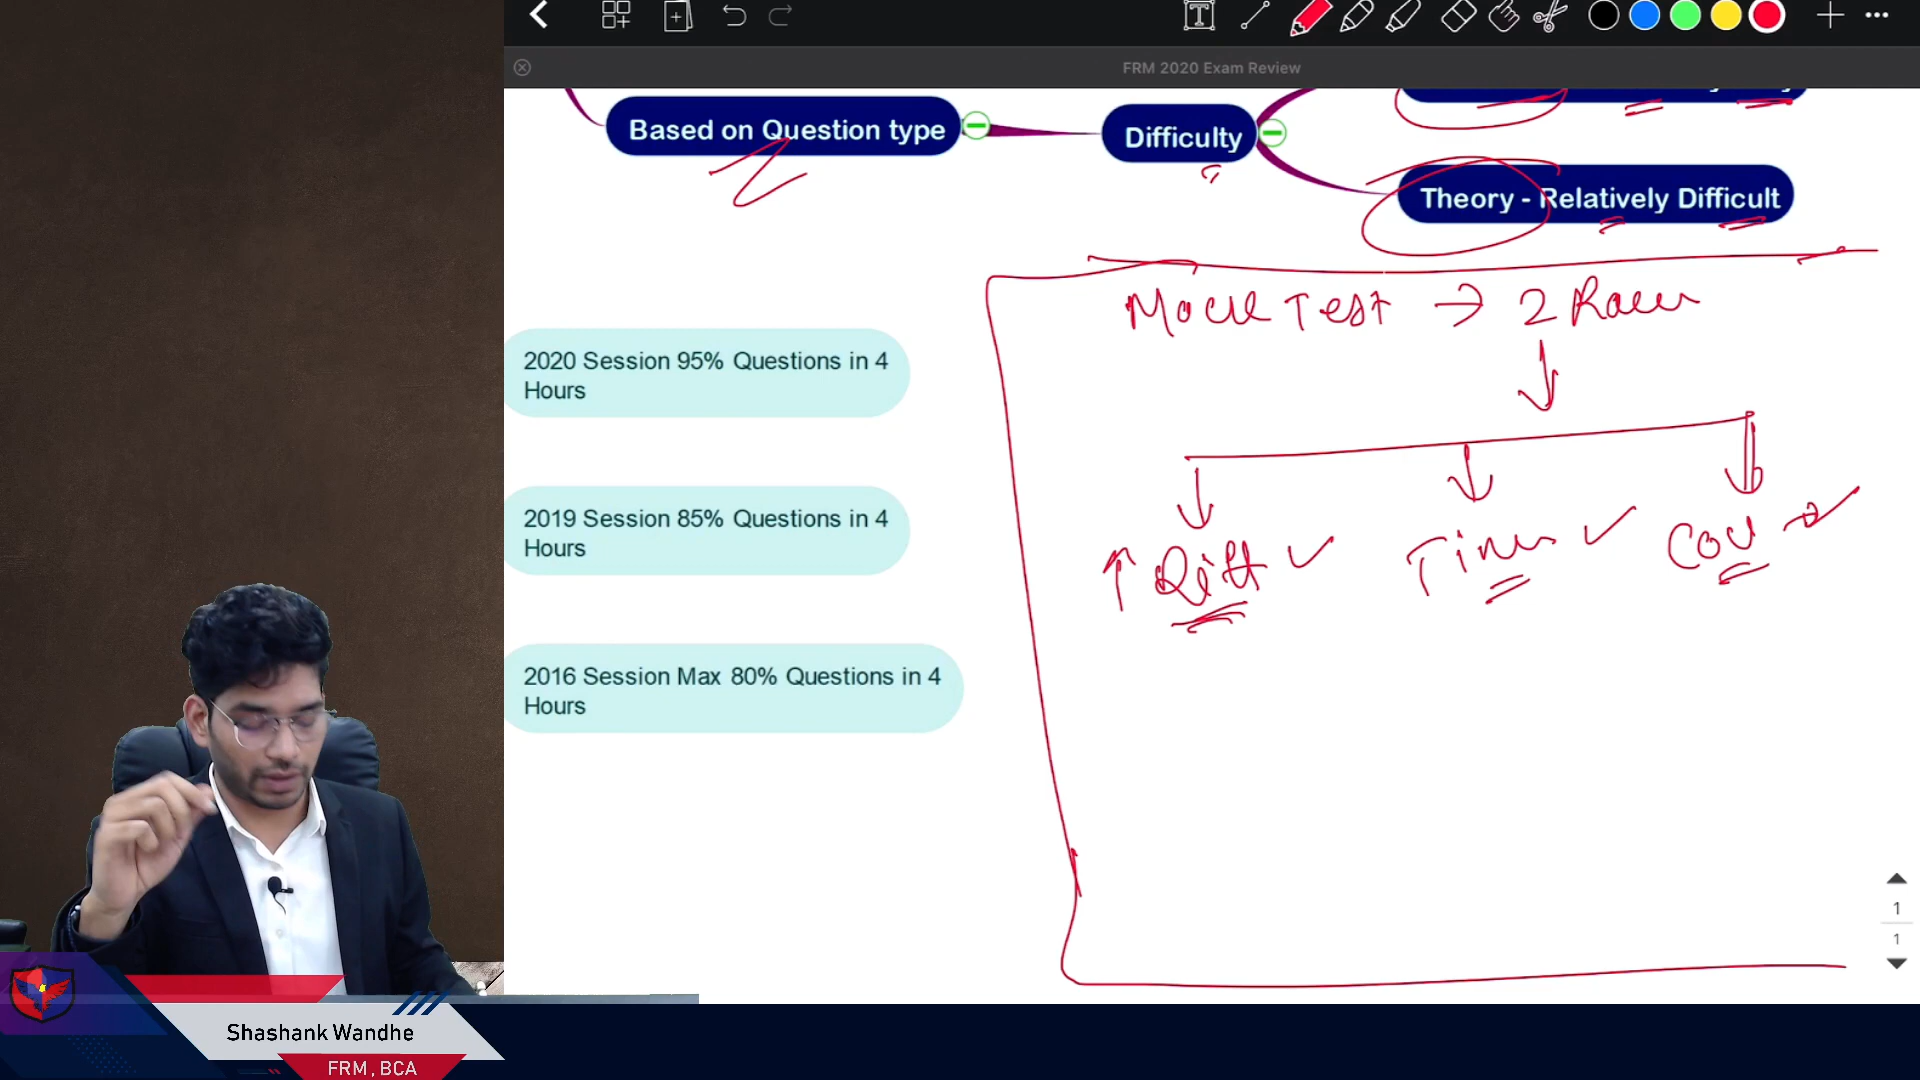 T
FRM 2020 Exam Review
Based on Question type
Difficulty
Theory - Relatively Difficult
Mock Test → 2
2020 Session 95% Questions in 4
Hours
2019 Session 85% Questions in 4
Hours
↑ Diff ✓
✓
2016 Session Max 80% Questions in 4
Hours
1
1
Shashank Wandhe
FRM, BCA